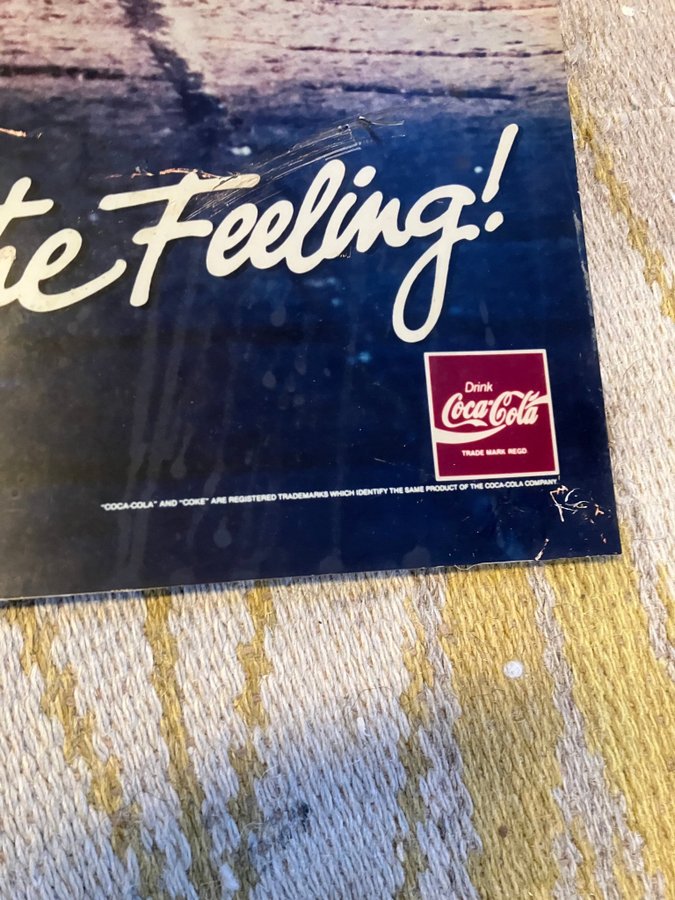 the Feeling!
Drink
Coca-Cola
TRADE MARK REGD
"COCA-COLA" AND "COKE" ARE REGISTERED TRADEMARKS WHICH IDENTIFY THE SAME PRODUCT OF THE COCA-COLA COMPANY.